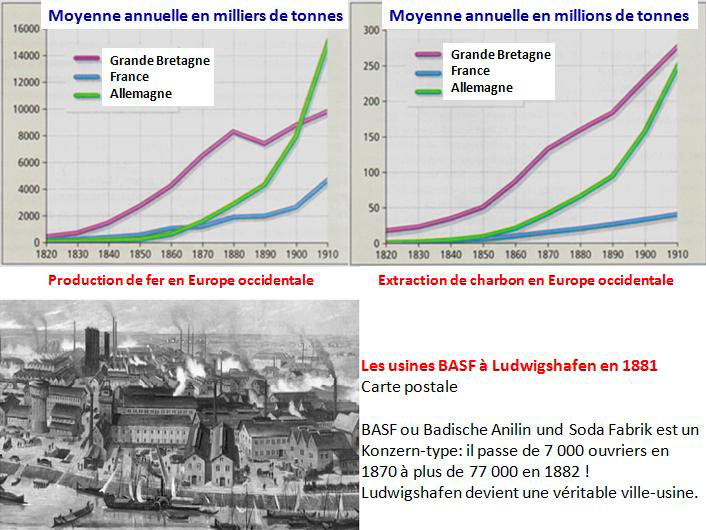 Moyenne annuelle en milliers de tonnes
16000
14000
12000
10000
8000
6000
4000
2000
0
Grande Bretagne
France
Allemagne
1820 1830 1840 1850 1860 1870 1880 1890 1900 1910
Production de fer en Europe occidentale
Moyenne annuelle en millions de tonnes
300
250
200
150
100
50
0
Grande Bretagne
France
Allemagne
1820 1830 1840 1850 1860 1870 1880 1890 1900 1910
Extraction de charbon en Europe occidentale
Les usines BASF à Ludwigshafen en 1881
Carte postale
BASF ou Badische Anilin und Soda Fabrik est un
Konzern-type: il passe de 7 000 ouvriers en
1870 à plus de 77 000 en 1882 !
Ludwigshafen devient une véritable ville-usine.